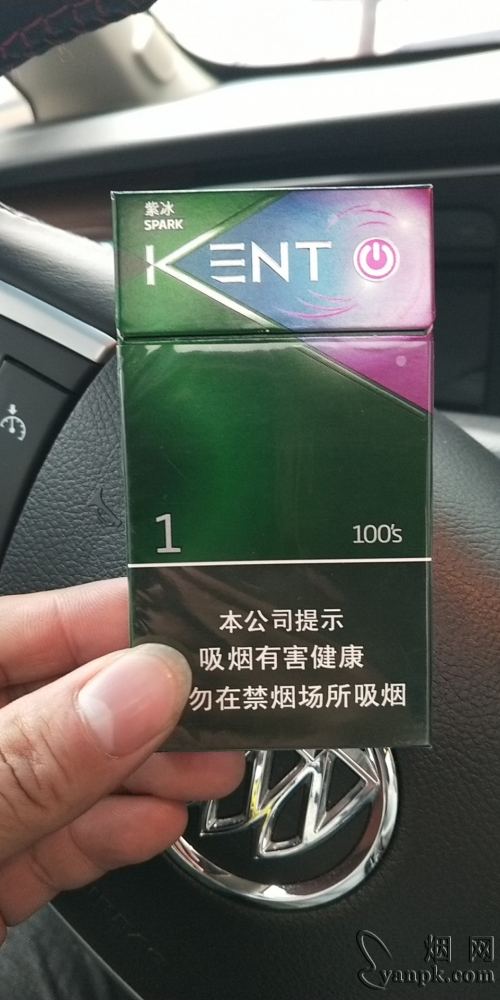 紫冰
SPARK
KENT
1
100's
本公司提示
吸烟有害健康
勿在禁烟场所吸烟
烟网
yanpk.com